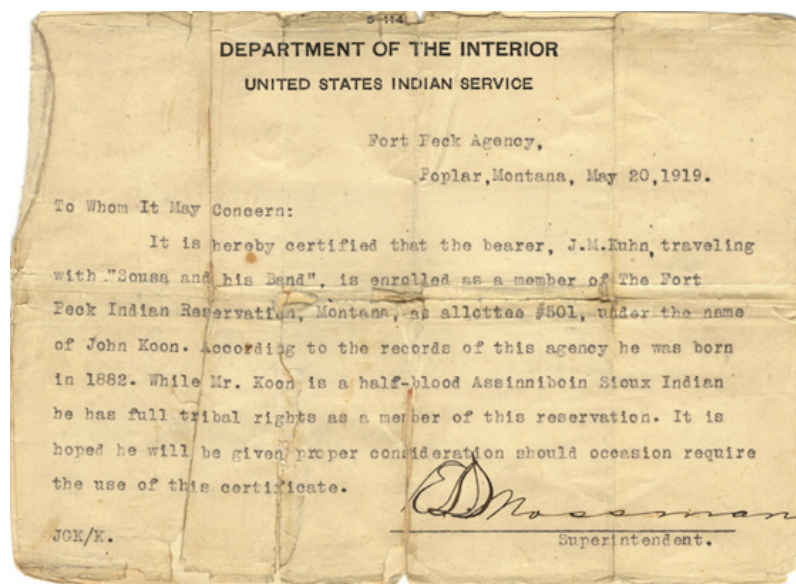 5-114
DEPARTMENT OF THE INTERIOR
UNITED STATES INDIAN SERVICE
Fort Peck Agency,
Poplar,Montana, May 20,1919.
To Whom It May Concern:
It is hereby certified that the bearer, J.M.Kuhn,traveling
with "Sousa and his Band", is enrolled as a member of The Fort
Peck Indian Reservation, Montana, as allottee #501, under the name
of John Koon. According to the records of this agency he was born
in 1882. While Mr. Koon is a half-blood Assinniboin Sioux Indian
he has full tribal rights as a member of this reservation. It is
hoped he will be given proper consideration should occasion require
the use of this certificate.
ED Mossman
JGK/K.
Superintendent.